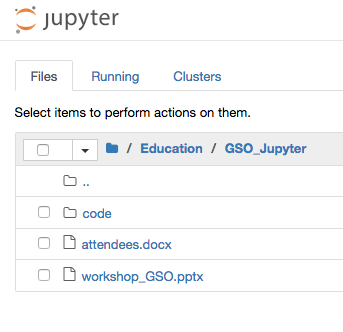 jupyter
Files Running Clusters
Select items to perform actions on them.
/ Education / GSO_Jupyter
..
code
attendees.docx
workshop_GSO.pptx